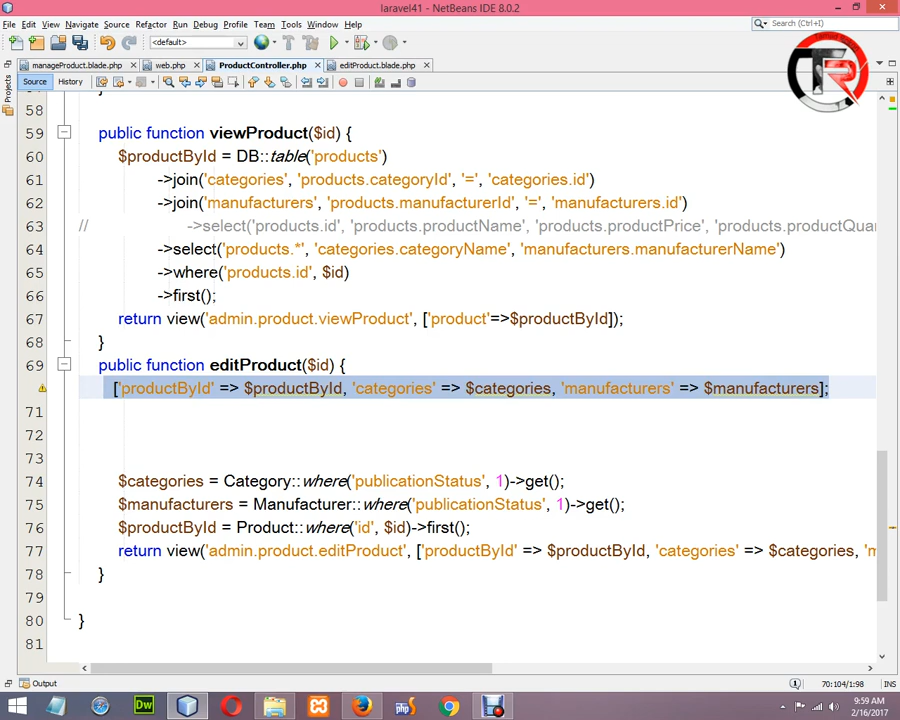 laravel41 - NetBeans IDE 8.0.2
File Edit View Navigate Source Refactor Run Debug Profile Team Tools Window Help
<default>
Search (Ctrl+I)
manageProduct.blade.php web.php ProductController.php editProduct.blade.php
Source History
Projects
58
59 public function viewProduct($id) {
60 $productById = DB::table('products')
61 ->join('categories', 'products.categoryId', '=', 'categories.id')
62 ->join('manufacturers', 'products.manufacturerId', '=', 'manufacturers.id')
63 // ->select('products.id', 'products.productName', 'products.productPrice', 'products.productQuan
64 ->select('products.*', 'categories.categoryName', 'manufacturers.manufacturerName')
65 ->where('products.id', $id)
66 ->first();
67 return view('admin.product.viewProduct', ['product'=>$productById]);
68 }
69 public function editProduct($id) {
['productById' => $productById, 'categories' => $categories, 'manufacturers' => $manufacturers];
71
72
73
74 $categories = Category::where('publicationStatus', 1)->get();
75 $manufacturers = Manufacturer::where('publicationStatus', 1)->get();
76 $productById = Product::where('id', $id)->first();
77 return view('admin.product.editProduct', ['productById' => $productById, 'categories' => $categories, 'm
78 }
79
80 }
81
Output
70:104/1:98 INS
9:59 AM
2/16/2017